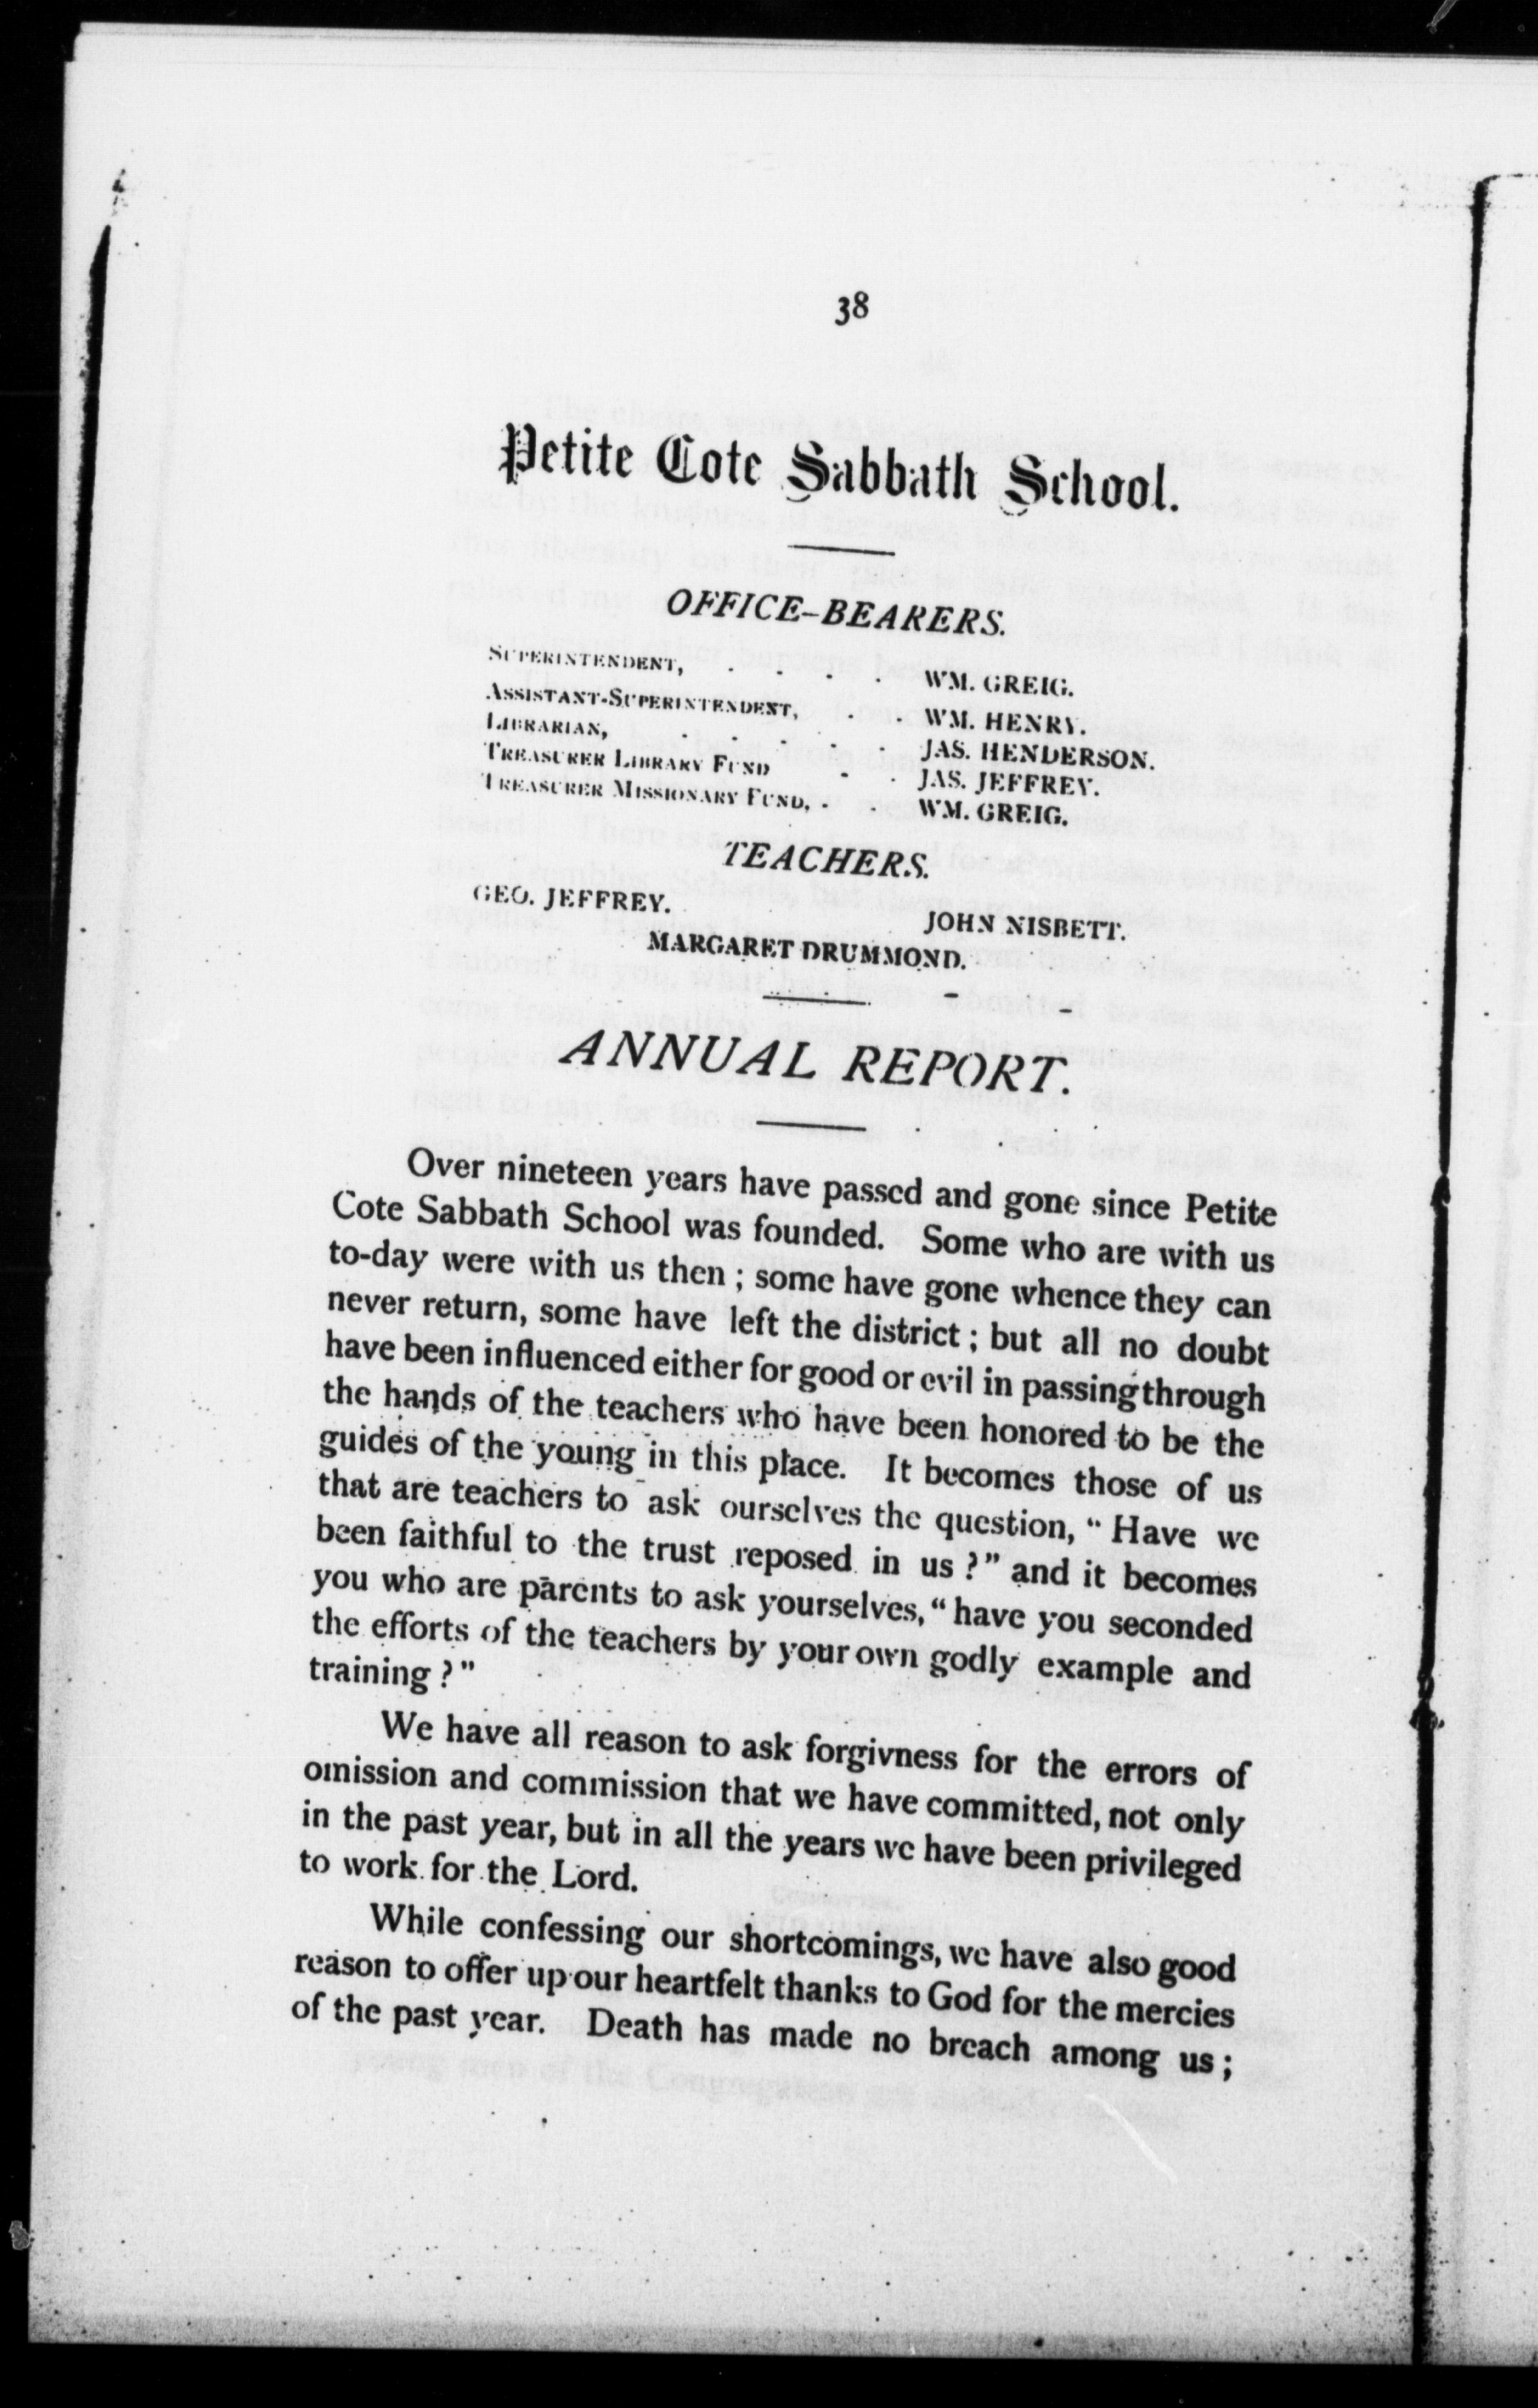 38
Petite Cote Sabbath School.
OFFICE-BEARERS.
SUPERINTENDENT, . . . . WM. GREIG.
ASSISTANT-SUPERINTENDENT, . . WM. HENRY.
LIBRARIAN, . . . . . JAS. HENDERSON.
TREASURER LIBRARY FUND . . JAS. JEFFREY.
TREASURER MISSIONARY FUND, . . WM. GREIG.
TEACHERS.
GEO. JEFFREY. JOHN NISBETT.
MARGARET DRUMMOND.
ANNUAL REPORT.
Over nineteen years have passed and gone since Petite
Cote Sabbath School was founded. Some who are with us
to-day were with us then ; some have gone whence they can
never return, some have left the district ; but all no doubt
have been influenced either for good or evil in passing through
the hands of the teachers who have been honored to be the
guides of the young in this place. It becomes those of us
that are teachers to ask ourselves the question, “ Have we
been faithful to the trust reposed in us ?” and it becomes
you who are parents to ask yourselves, “ have you seconded
the efforts of the teachers by your own godly example and
training ?”
We have all reason to ask forgivness for the errors of
omission and commission that we have committed, not only
in the past year, but in all the years we have been privileged
to work for the Lord.
While confessing our shortcomings, we have also good
reason to offer up our heartfelt thanks to God for the mercies
of the past year. Death has made no breach among us ;